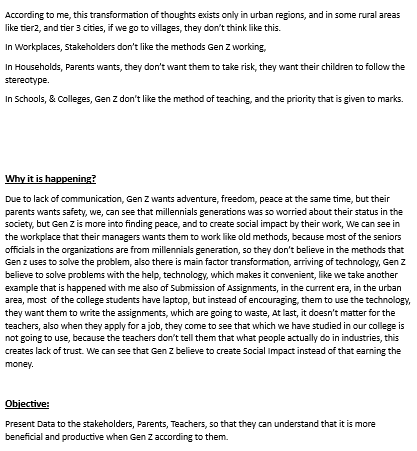 According to me, this transformation of thoughts exists only in urban regions, and in some rural areas
like tier2, and tier 3 cities, if we go to villages, they don't think like this.
In Workplaces, Stakeholders don't like the methods Gen Z working,
In Households, Parents wants, they don't want them to take risk, they want their children to follow the
stereotype.
In Schools, & Colleges, Gen Z don't like the method of teaching, and the priority that is given to marks.
Why it is happening?
Due to lack of communication, Gen Z wants adventure, freedom, peace at the same time, but their
parents wants safety, we, can see that millennials generations was so worried about their status in the
society, but Gen Z is more into finding peace, and to create social impact by their work, We can see in
the workplace that their managers wants them to work like old methods, because most of the seniors
officials in the organizations are from millennials generation, so they don't believe in the methods that
Gen z uses to solve the problem, also there is main factor transformation, arriving of technology, Gen Z
believe to solve problems with the help, technology, which makes it convenient, like we take another
example that is happened with me also of Submission of Assignments, in the current era, in the urban
area, most of the college students have laptop, but instead of encouraging, them to use the technology,
they want them to write the assignments, which are going to waste, At last, it doesn't matter for the
teachers, also when they apply for a job, they come to see that which we have studied in our college is
not going to use, because the teachers don't tell them that what people actually do in industries, this
creates lack of trust. We can see that Gen Z believe to create Social Impact instead of that earning the
money.
Objective:
Present Data to the stakeholders, Parents, Teachers, so that they can understand that it is more
beneficial and productive when Gen Z according to them.